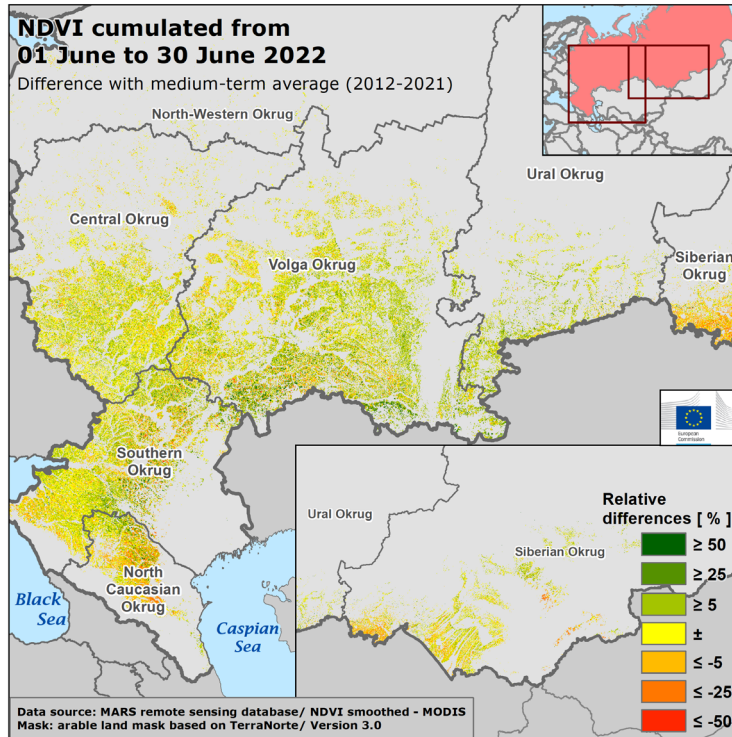 NDVI cumulated from
01 June to 30 June 2022
Difference with medium-term average (2012-2021)
North-Western Okrug
Ural Okrug
Central Okrug
Volga Okrug
Siberian
Okrug
European
Commission
Southern
Okrug
North
Caucasian
Okrug
Black
Sea
Caspian
Sea
Ural Okrug
Siberian Okrug
Relative
differences [ % ]
≥ 50
≥ 25
≥ 5
±
≤ -5
≤ -25
≤ -50
Data source: MARS remote sensing database/ NDVI smoothed - MODIS
Mask: arable land mask based on TerraNorte/ Version 3.0